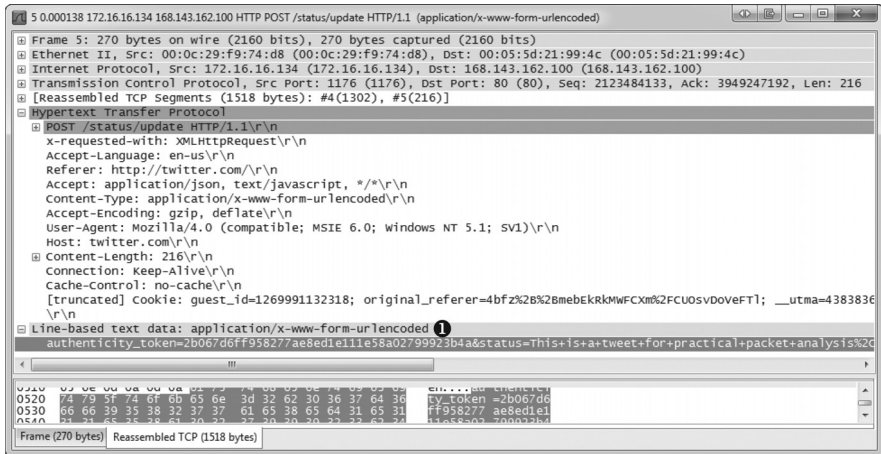 5 0.000138 172.16.16.134 168.143.162.100 HTTP POST /status/update HTTP/1.1 (application/x-www-form-urlencoded)
Frame 5: 270 bytes on wire (2160 bits), 270 bytes captured (2160 bits)
Ethernet II, Src: 00:0c:29:f9:74:d8 (00:0c:29:f9:74:d8), Dst: 00:05:5d:21:99:4c (00:05:5d:21:99:4c)
Internet Protocol, Src: 172.16.16.134 (172.16.16.134), Dst: 168.143.162.100 (168.143.162.100)
Transmission Control Protocol, Src Port: 1176 (1176), Dst Port: 80 (80), Seq: 2123484133, Ack: 3949247192, Len: 216
[Reassembled TCP Segments (1518 bytes): #4(1302), #5(216)]
Hypertext Transfer Protocol
POST /status/update HTTP/1.1\r\n
x-requested-with: XMLHttpRequest\r\n
Accept-Language: en-us\r\n
Referer: http://twitter.com/\r\n
Accept: application/json, text/javascript, */*\r\n
Content-Type: application/x-www-form-urlencoded\r\n
Accept-Encoding: gzip, deflate\r\n
User-Agent: Mozilla/4.0 (compatible; MSIE 6.0; Windows NT 5.1; SV1)\r\n
Host: twitter.com\r\n
Content-Length: 216\r\n
Connection: Keep-Alive\r\n
Cache-Control: no-cache\r\n
[truncated] Cookie: guest_id=1269991132318; original_referer=4bfz%2B%2BmebEkRkMWFCXm%2FCUOsvDoVeFTl; __utma=4383836
\r\n
Line-based text data: application/x-www-form-urlencoded ❶
authenticity_token=2b067d6ff958277ae8ed1e111e58a02799923b4a&status=This+is+a+tweet+for+practical+packet+analysis%2C
0520 74 79 5f 74 6f 6b 65 6e 3d 32 62 30 36 37 64 36 ty_token =2b067d6
0530 66 66 39 35 38 32 37 37 61 65 38 65 64 31 65 31 ff958277 ae8ed1e1
Frame (270 bytes) Reassembled TCP (1518 bytes)